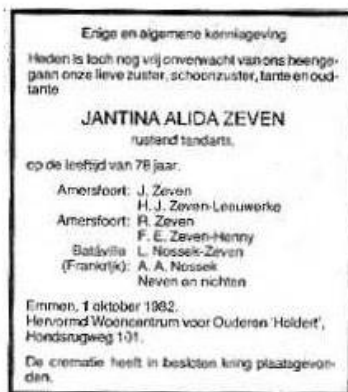 Enige en algemene kennisgeving
Heden is toch nog vrij onverwacht van ons heenge-
gaan onze lieve zuster, schoonzuster, tante en oud-
tante
JANTINA ALIDA ZEVEN
rustend tandarts,
op de leeftijd van 78 jaar.
Amersfoort: J. Zeven
H. J. Zeven-Leeuwerke
Amersfoort: R. Zeven
F. E. Zeven-Henny
Batáville L. Nossek-Zeven
(Frankrijk): A. A. Nossek
Neven en nichten
Emmen, 1 oktober 1982.
Hervormd Wooncentrum voor Ouderen 'Holdert',
Hondsrugweg 101.
De crematie heeft in besloten kring plaatsgevon-
den.